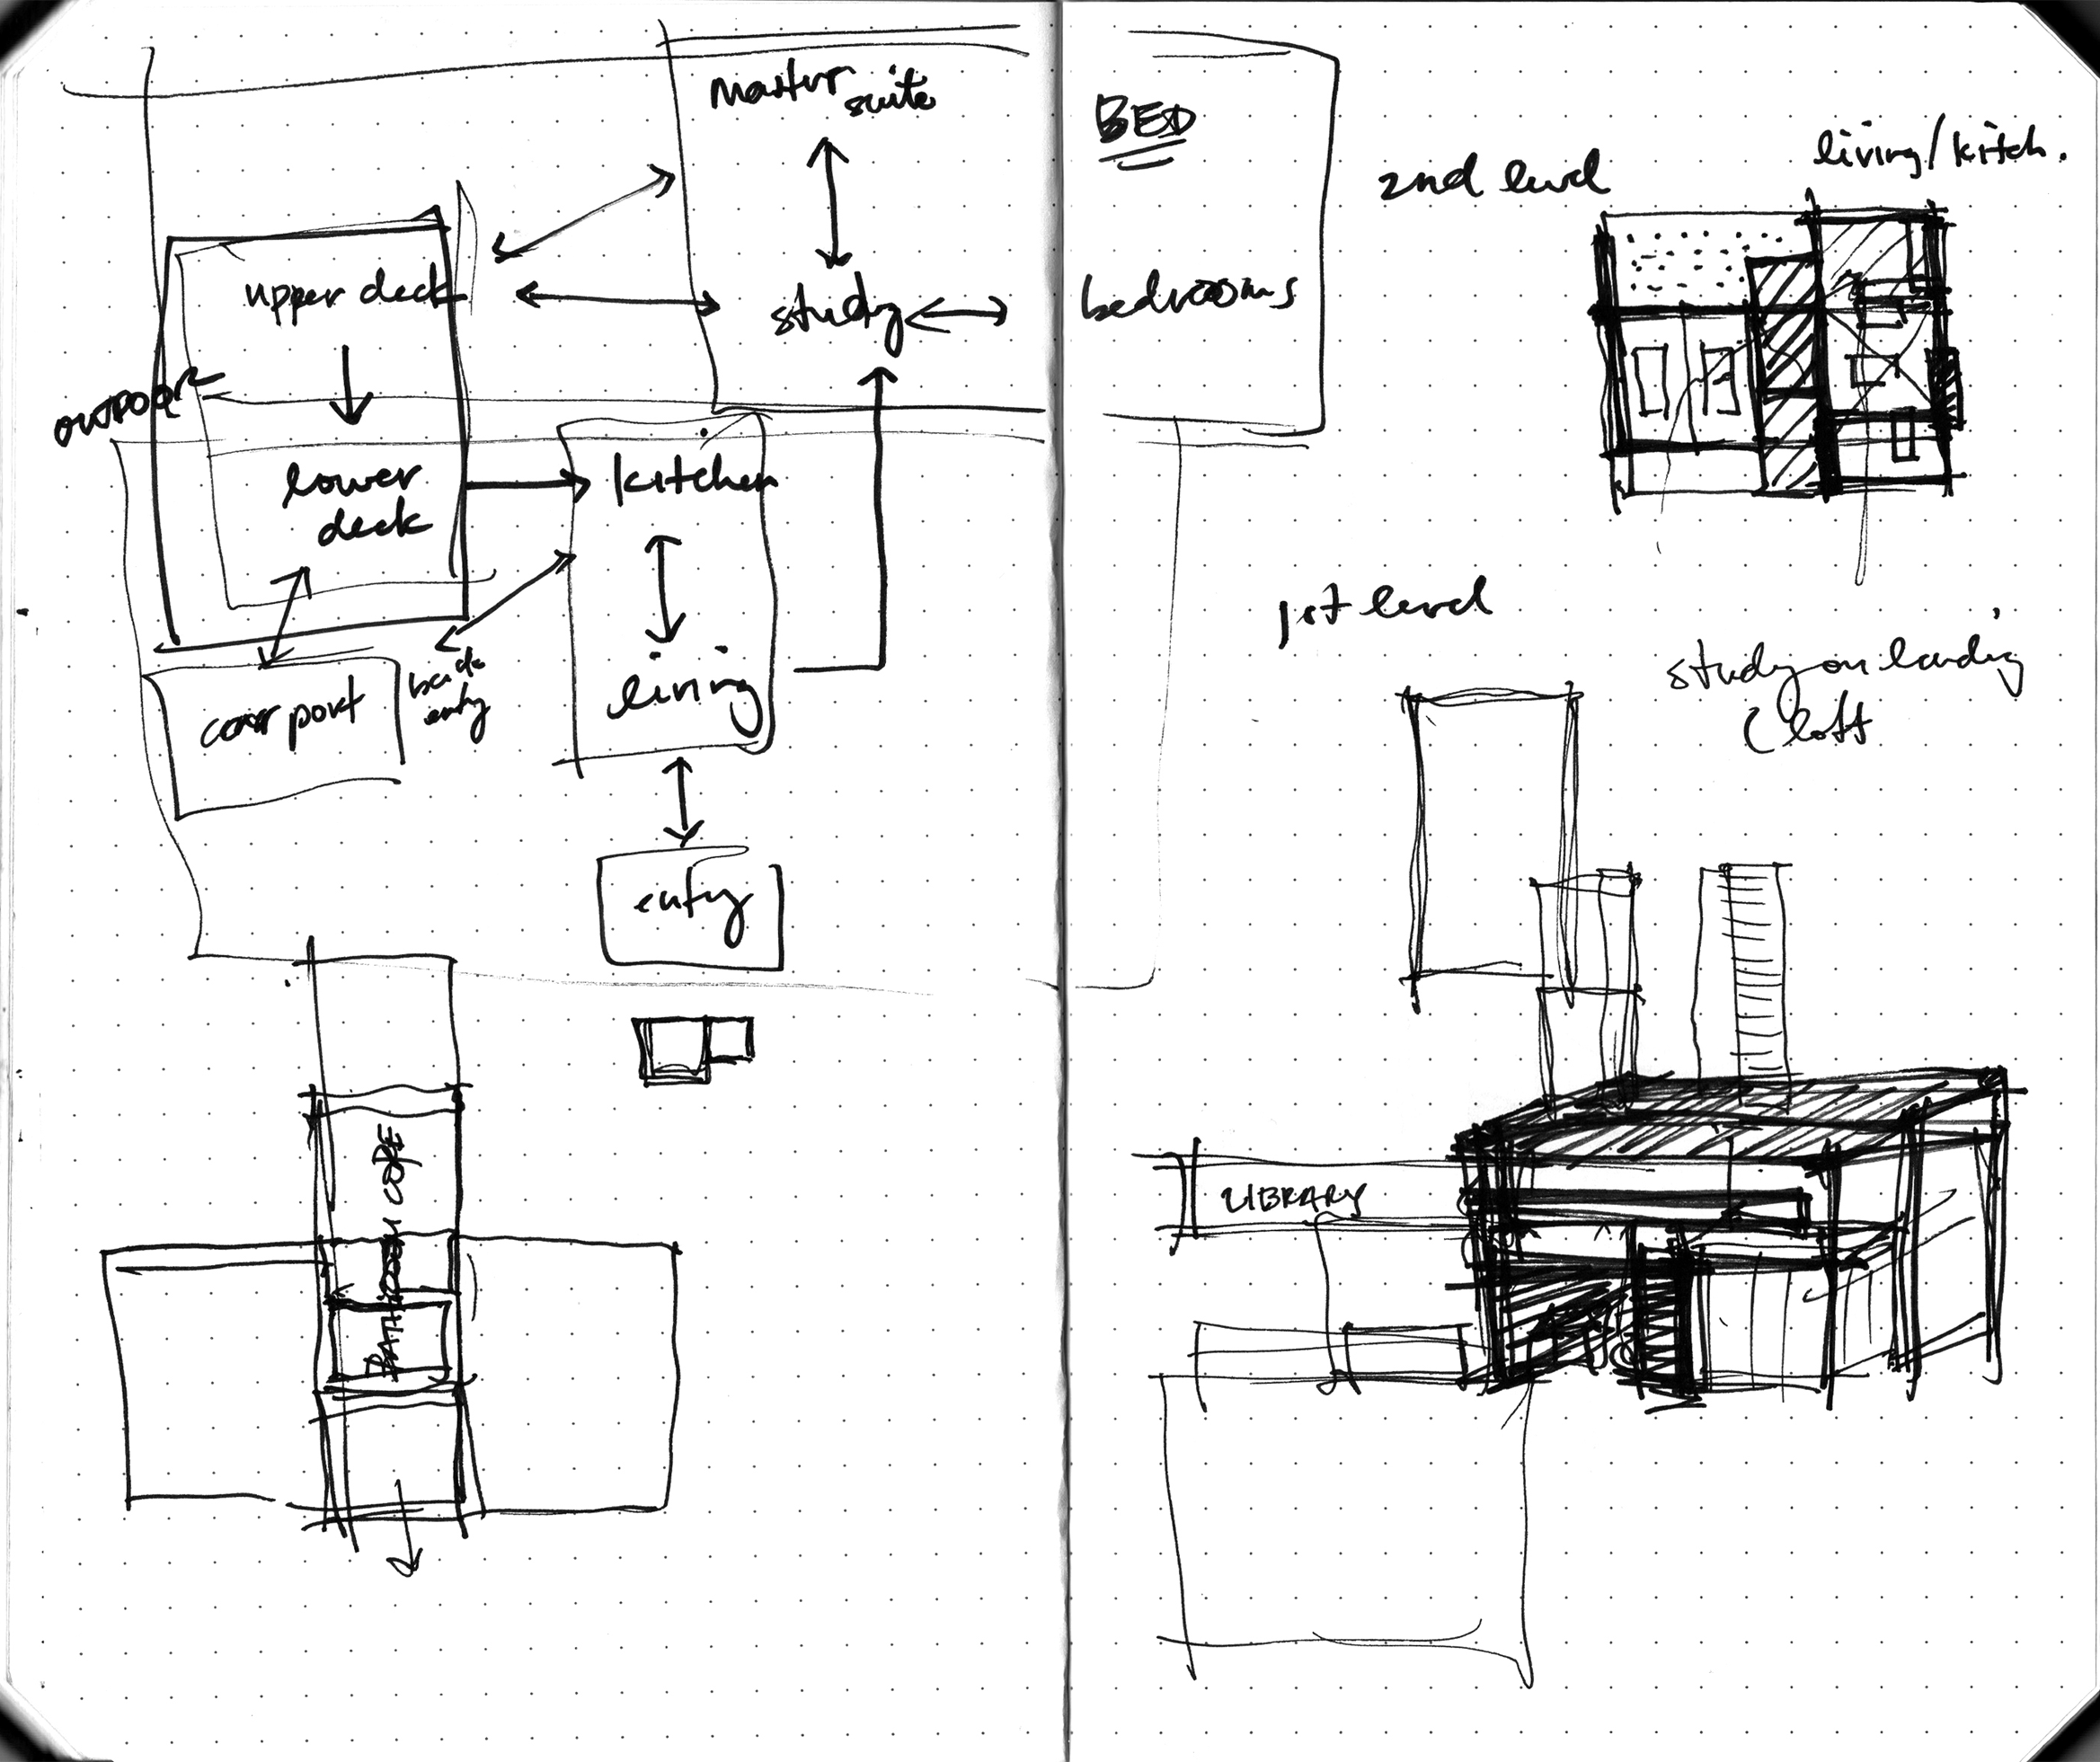 master
suite
BED
upper deck
study
bedrooms
OUTDOOR
lower
deck
kitchen
living
carport
back
entry
entry
BATHROOM CORE
2nd level
living/kitch.
1st level
study on landing
(loft
LIBRARY